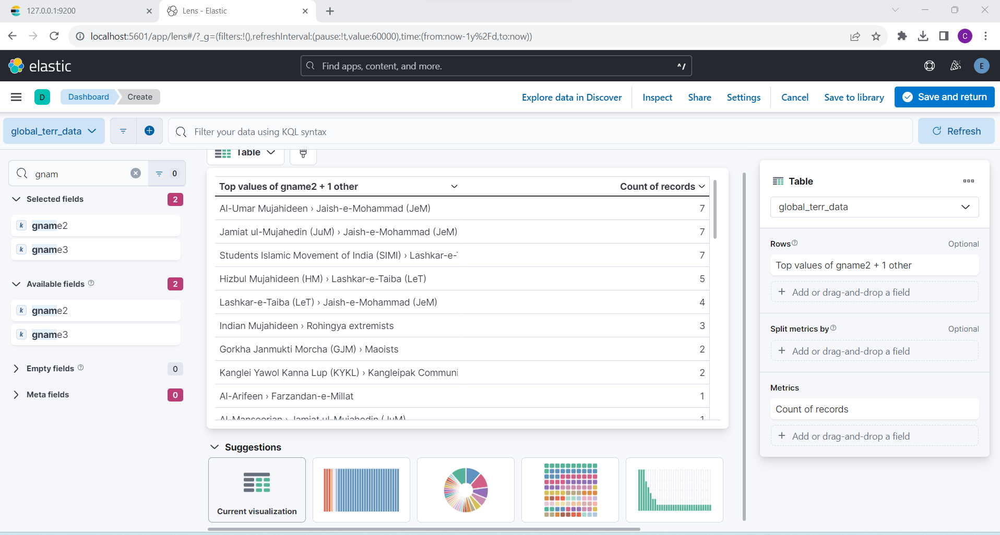 127.0.0.1:9200
Lens - Elastic
localhost:5601/app/lens#/?_g=(filters:!(),refreshInterval:(pause:!t,value:60000),time:(from:now-1y%2Fd,to:now))
C
elastic
Find apps, content, and more.
^/
E
D
Dashboard
Create
Explore data in Discover
Inspect
Share
Settings
Cancel
Save to library
Save and return
global_terr_data
Filter your data using KQL syntax
Refresh
gnam
0
Selected fields
2
k gname2
k gname3
Available fields
2
k gname2
k gname3
Empty fields
0
Meta fields
0
Table
Top values of gname2 + 1 other
Count of records
Al-Umar Mujahideen › Jaish-e-Mohammad (JeM)
7
Jamiat ul-Mujahedin (JuM) › Jaish-e-Mohammad (JeM)
7
Students Islamic Movement of India (SIMI) › Lashkar-e-
7
Hizbul Mujahideen (HM) › Lashkar-e-Taiba (LeT)
5
Lashkar-e-Taiba (LeT) › Jaish-e-Mohammad (JeM)
4
Indian Mujahideen › Rohingya extremists
3
Gorkha Janmukti Morcha (GJM) › Maoists
2
Kanglei Yawol Kanna Lup (KYKL) › Kangleipak Communi
2
Al-Arifeen › Farzandan-e-Millat
1
Al-Mansoorian › Jamiat ul-Mujahedin (JuM)
1
Suggestions
Current visualization
Table
global_terr_data
Rows
Optional
Top values of gname2 + 1 other
+ Add or drag-and-drop a field
Split metrics by
Optional
+ Add or drag-and-drop a field
Metrics
Count of records
+ Add or drag-and-drop a field